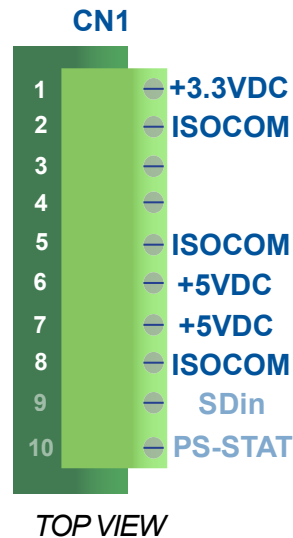 CN1
1 +3.3VDC
2 ISOCOM
3
4
5 ISOCOM
6 +5VDC
7 +5VDC
8 ISOCOM
9 SDin
10 PS-STAT
TOP VIEW